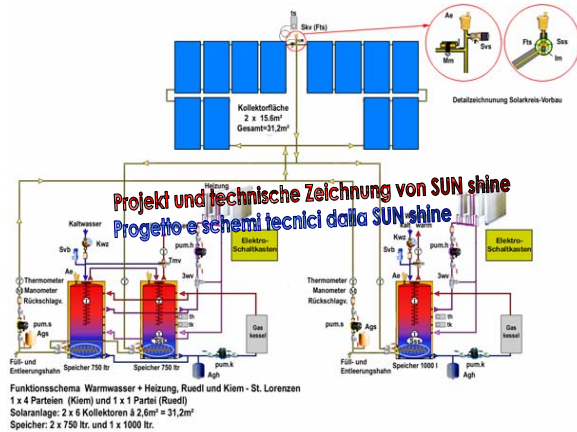 ts
Skv (Fts)
Ae
Svs
Mm
Fts
Sss
Im
Detailzeichnunung Solarkreis-Vorbau
Kollektorfläche
2 x 15.6m²
Gesamt=31,2m²
Projekt und technische Zeichnung von SUN shine
Progetto e schemi tecnici dalla SUN shine
Heizung
Kaltwasser
Kwz
Svb
Tmv
pum.h
3wv
Elektro-
Schaltkasten
Kalt
warm
Kwz
Svb
pum.h
3wv
Elektro-
Schaltkasten
Thermometer
Manometer
Rückschlagv.
Ae
pum.s
Ags
th
tk
Gas
kessel
Sss
Füll- und
Entleerungshahn
Speicher 750 ltr
Speicher 750 ltr
pum.k
Agh
Thermometer
Manometer
Rückschlagv.
Ae
pum.s
Ags
th
tk
Gas
kessel
Sss
Füll- und
Entleerungshahn
Speicher 1000 l
pum.k
Agh
Funktionsschema Warmwasser + Heizung, Ruedl und Kiem - St. Lorenzen
1 x 4 Parteien (Kiem) und 1 x 1 Partei (Ruedl)
Solaranlage: 2 x 6 Kollektoren à 2,6m² = 31,2m²
Speicher: 2 x 750 ltr. und 1 x 1000 ltr.